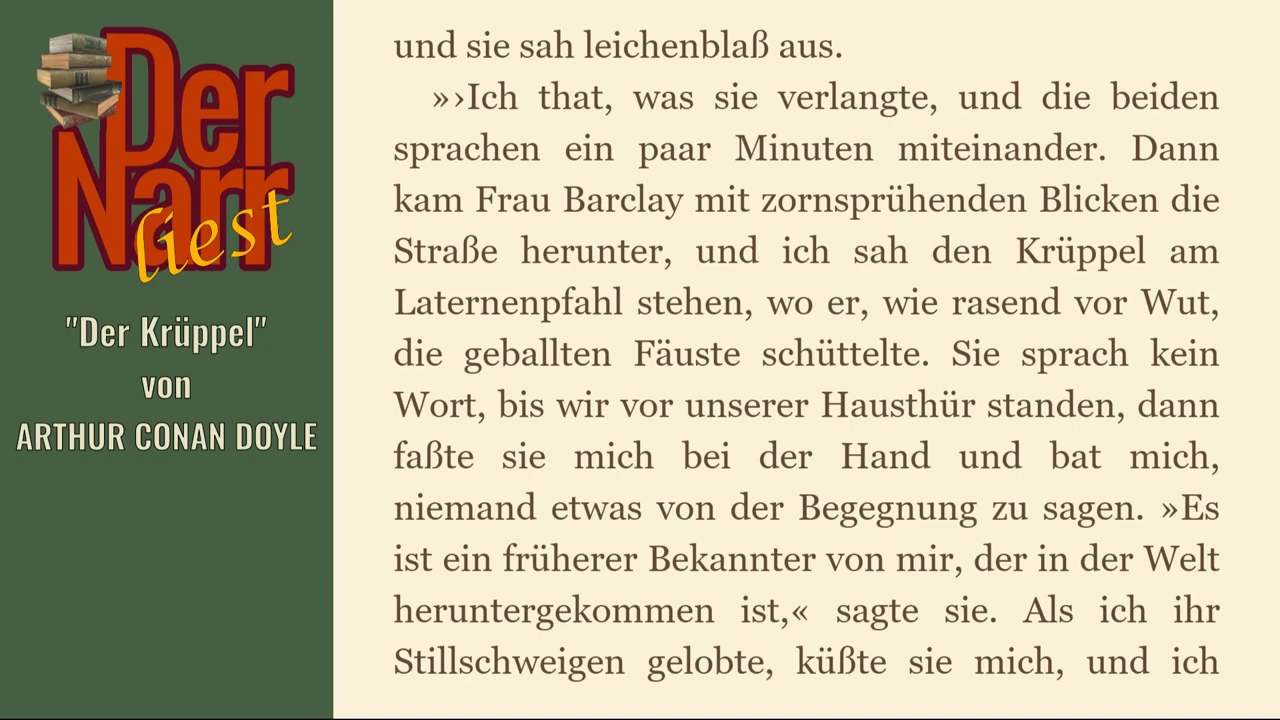 Der
Narr
liest
"Der Krüppel"
von
ARTHUR CONAN DOYLE
und sie sah leichenblaß aus.
»›Ich that, was sie verlangte, und die beiden
sprachen ein paar Minuten miteinander. Dann
kam Frau Barclay mit zornsprühenden Blicken die
Straße herunter, und ich sah den Krüppel am
Laternenpfahl stehen, wo er, wie rasend vor Wut,
die geballten Fäuste schüttelte. Sie sprach kein
Wort, bis wir vor unserer Hausthür standen, dann
faßte sie mich bei der Hand und bat mich,
niemand etwas von der Begegnung zu sagen. »Es
ist ein früherer Bekannter von mir, der in der Welt
heruntergekommen ist,« sagte sie. Als ich ihr
Stillschweigen gelobte, küßte sie mich, und ich